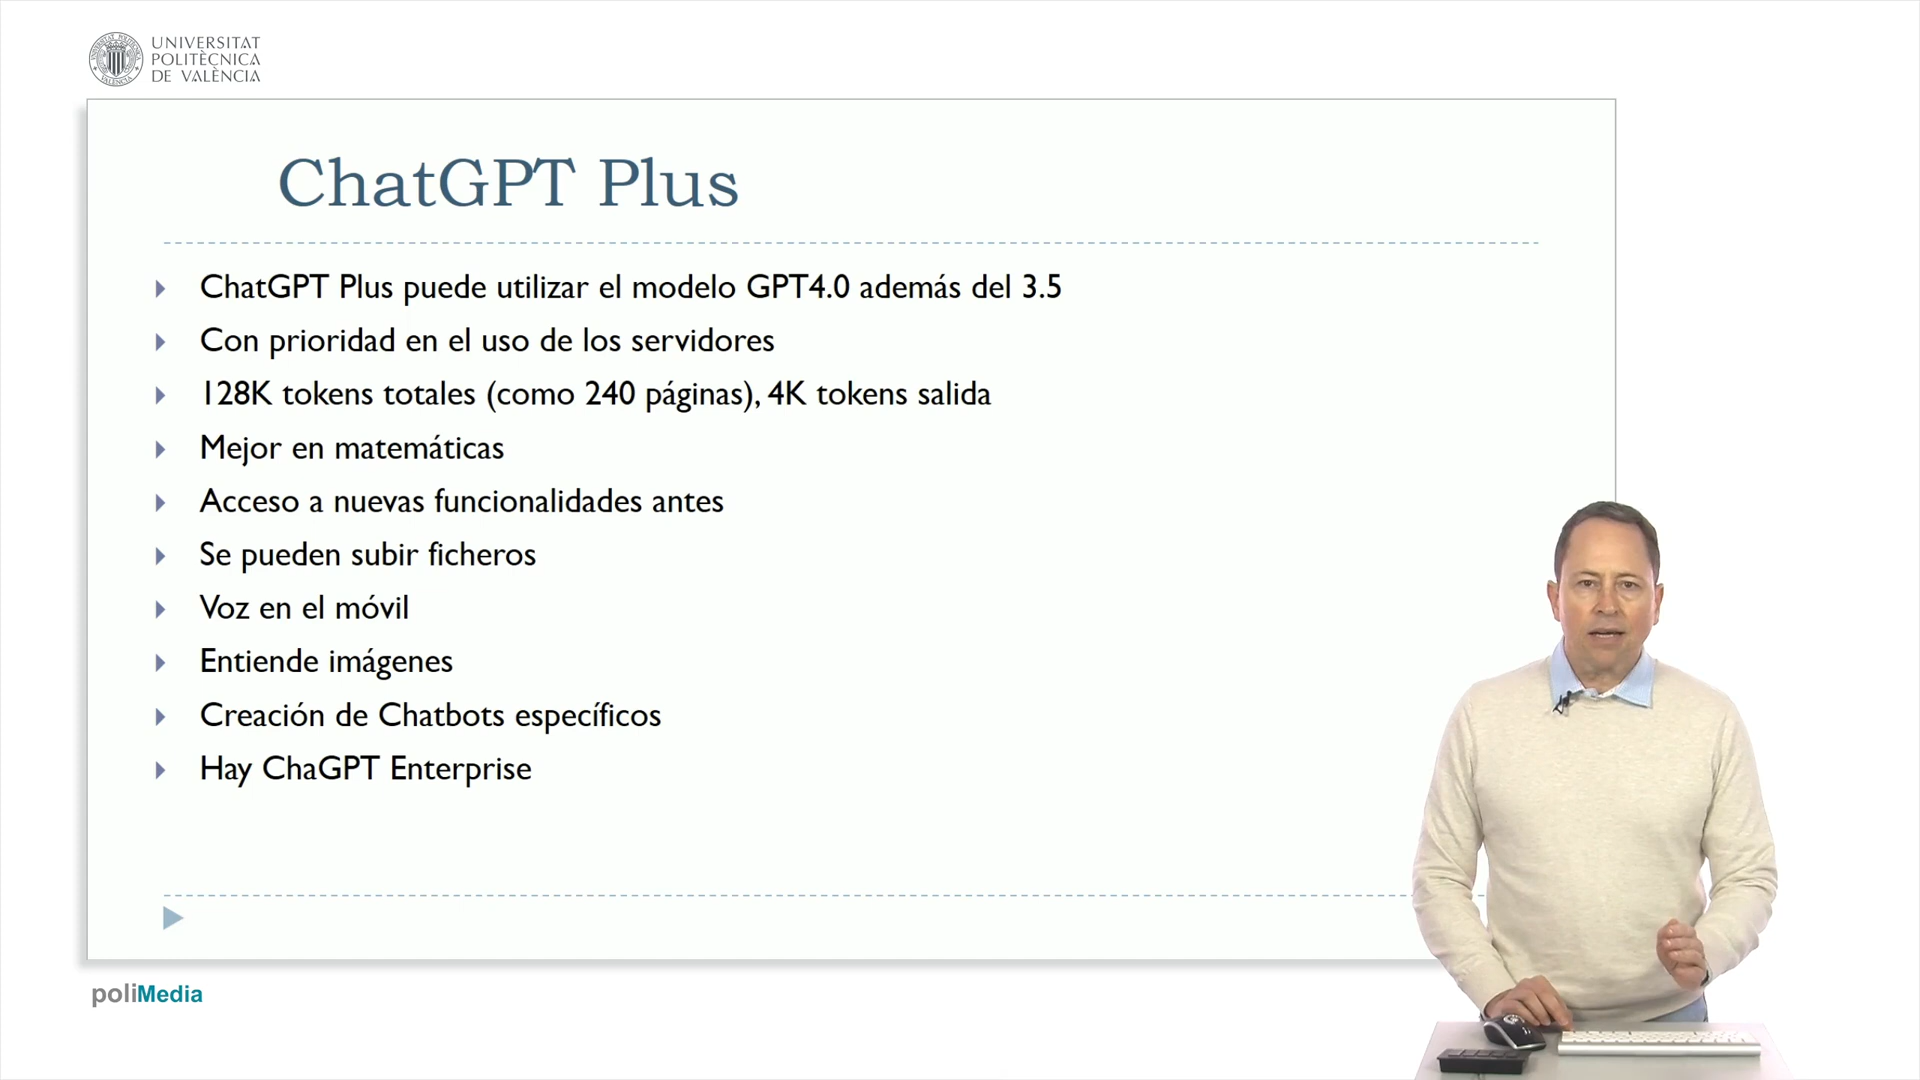 UNIVERSITAT
POLITÈCNICA
DE VALÈNCIA
ChatGPT Plus
ChatGPT Plus puede utilizar el modelo GPT4.0 además del 3.5
Con prioridad en el uso de los servidores
128K tokens totales (como 240 páginas), 4K tokens salida
Mejor en matemáticas
Acceso a nuevas funcionalidades antes
Se pueden subir ficheros
Voz en el móvil
Entiende imágenes
Creación de Chatbots específicos
Hay ChaGPT Enterprise
poliMedia